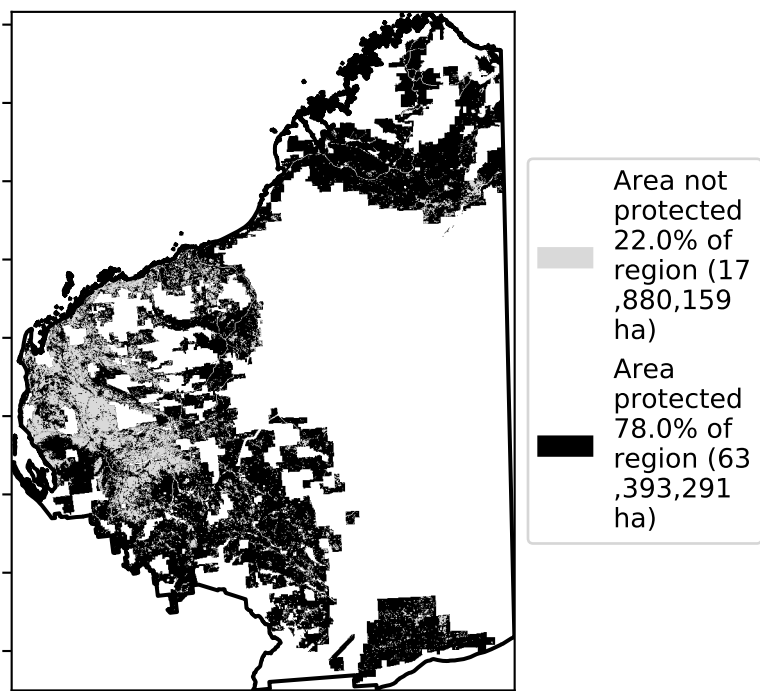 Area not
protected
22.0% of
region (17
,880,159
ha)
Area
protected
78.0% of
region (63
,393,291
ha)